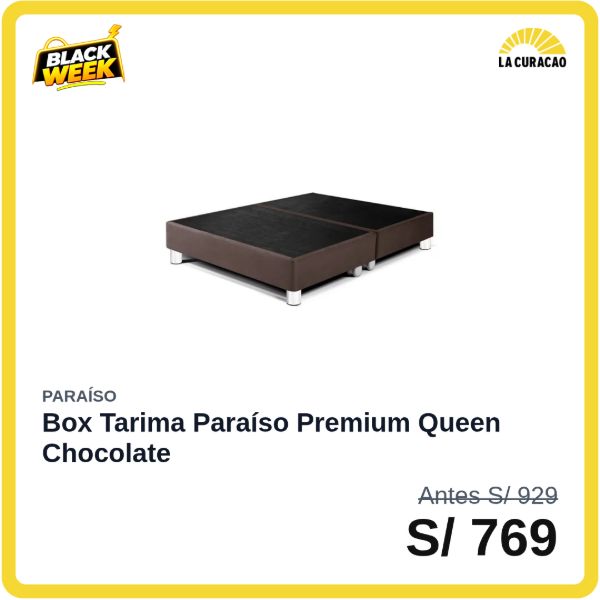 BLACK
WEEK
LA CURACAO
PARAÍSO
Box Tarima Paraíso Premium Queen
Chocolate
Antes S/ 929
S/ 769